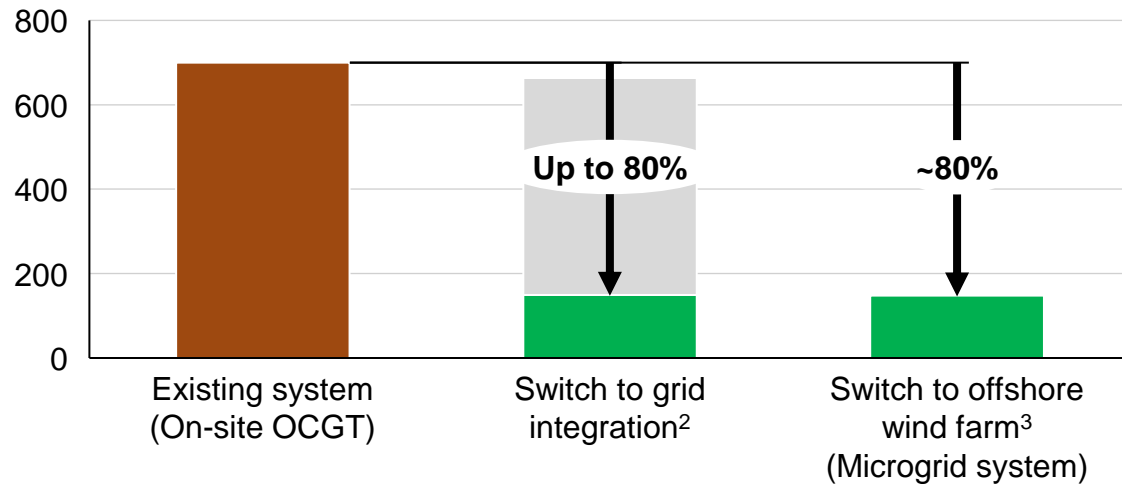 800
600
400
200
0
Up to 80%
~80%
Existing system
(On-site OCGT)
Switch to grid
integration²
Switch to offshore
wind farm³
(Microgrid system)